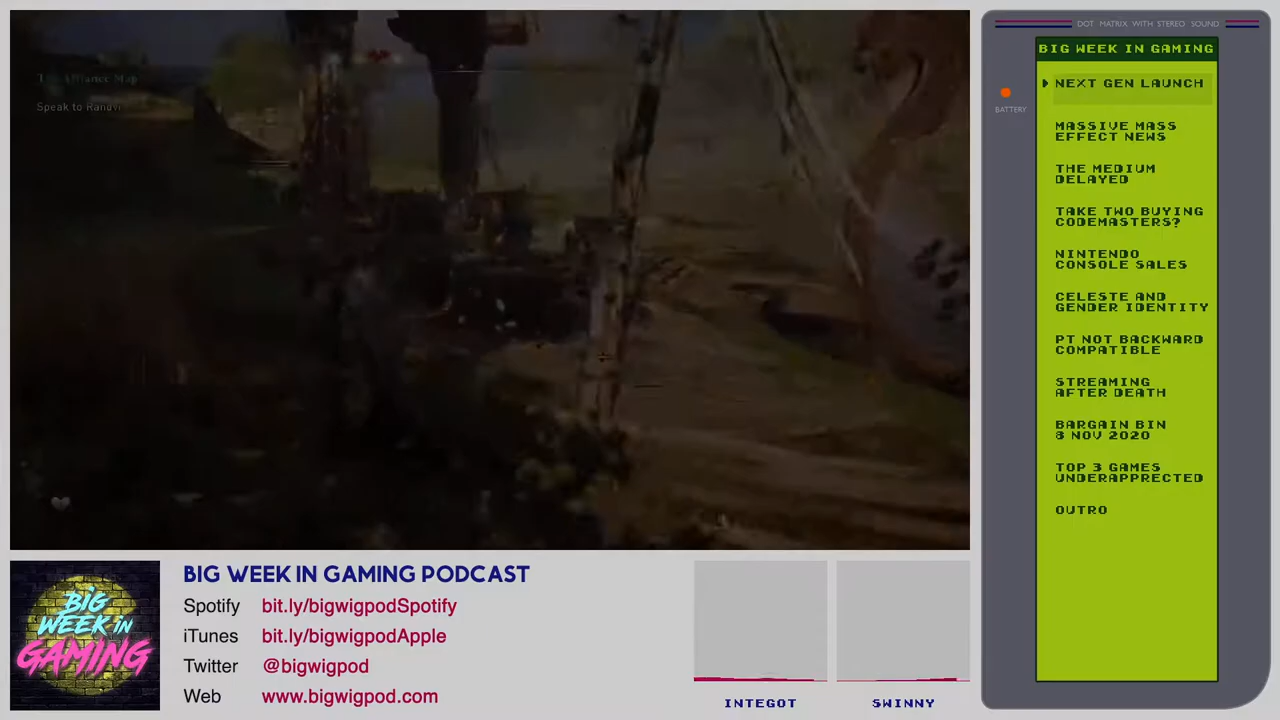 Speak to Ranovi
BIG WEEK IN GAMING PODCAST
Spotify bit.ly/bigwigpodSpotify
iTunes bit.ly/bigwigpodApple
Twitter @bigwigpod
Web www.bigwigpod.com
BiG
WEEK iN
GAMiNG
INTEGOT
SWINNY
DOT MATRIX WITH STEREO SOUND
BATTERY
BIG WEEK IN GAMING
NEXT GEN LAUNCH
MASSIVE MASS
EFFECT NEWS
THE MEDIUM
DELAYED
TAKE TWO BUYING
CODEMASTERS?
NINTENDO
CONSOLE SALES
CELESTE AND
GENDER IDENTITY
PT NOT BACKWARD
COMPATIBLE
STREAMING
AFTER DEATH
BARGAIN BIN
8 NOV 2020
TOP 3 GAMES
UNDERAPPRECTED
OUTRO